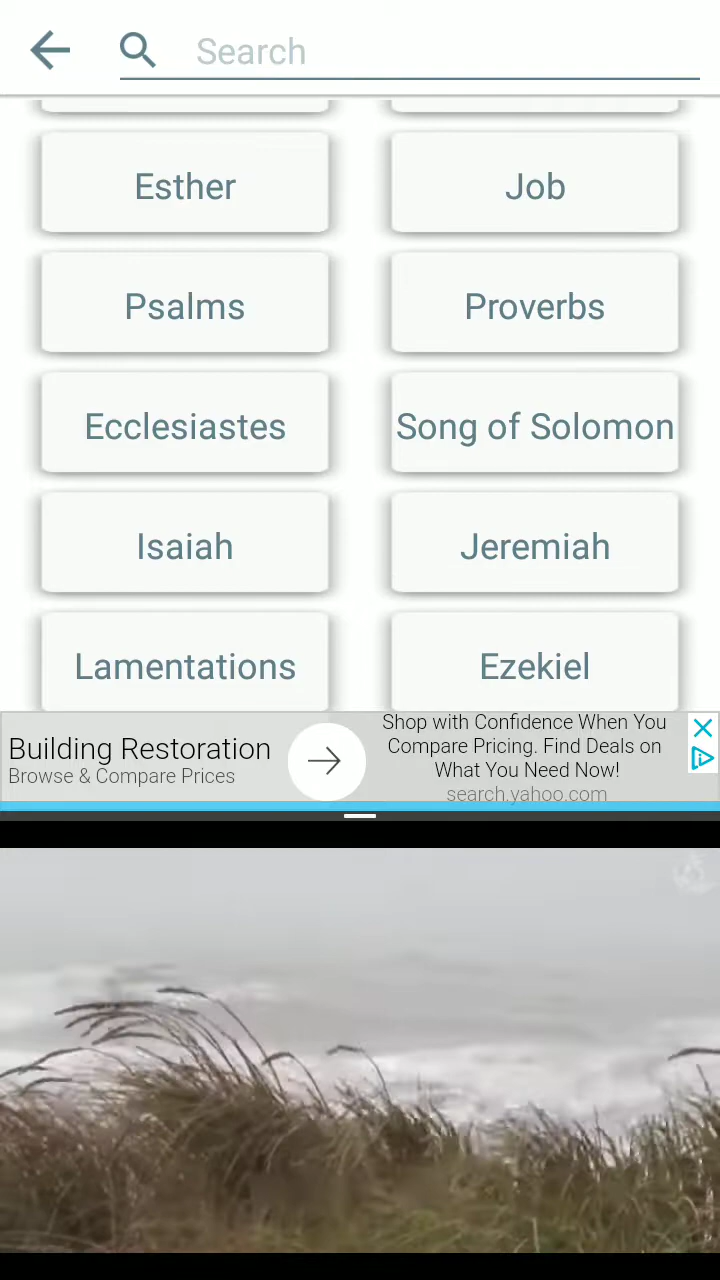 Search
Esther
Job
Psalms
Proverbs
Ecclesiastes
Song of Solomon
Isaiah
Jeremiah
Lamentations
Ezekiel
Building Restoration
Browse & Compare Prices
Shop with Confidence When You
Compare Pricing. Find Deals on
What You Need Now!
search.yahoo.com